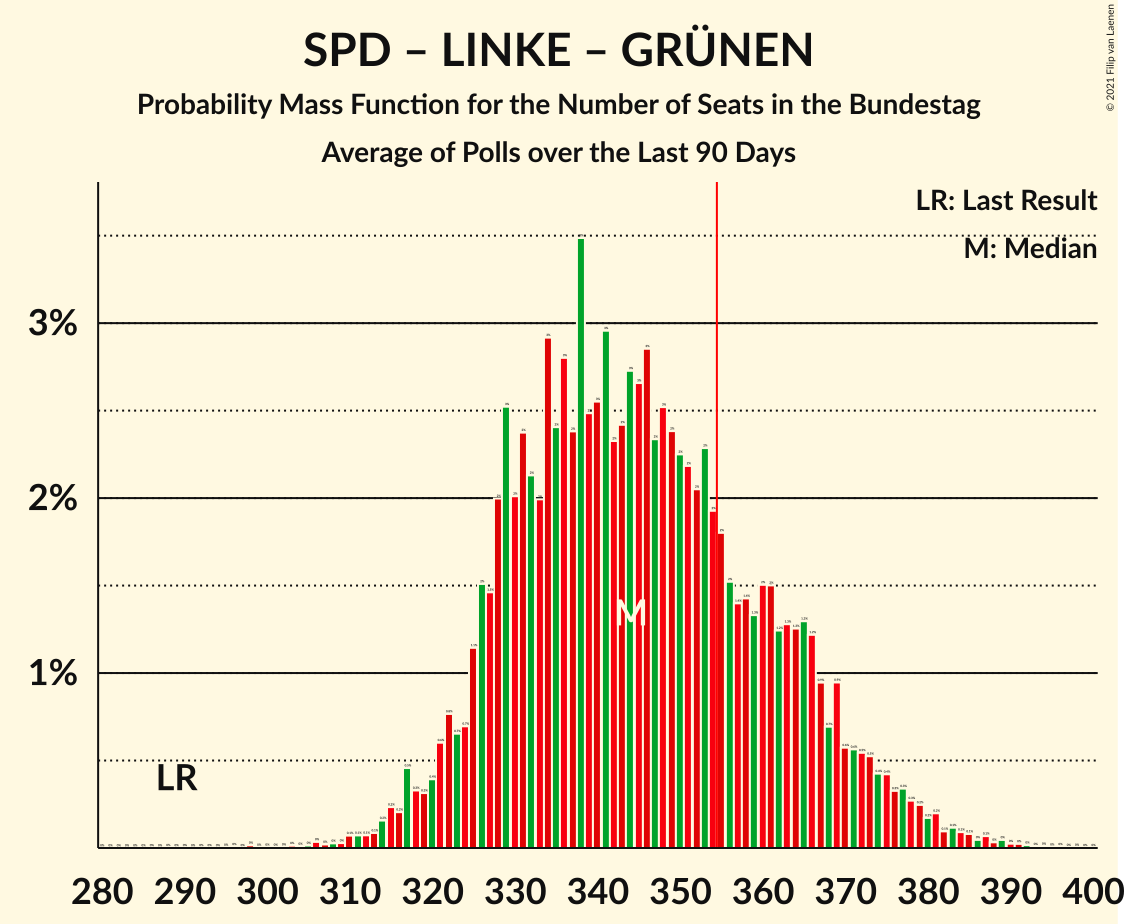 SPD – LINKE – GRÜNEN
Probability Mass Function for the Number of Seats in the Bundestag
Average of Polls over the Last 90 Days
© 2021 Filip van Laenen
LR: Last Result
M: Median
3%
2%
1%
LR
M
280 290 300 310 320 330 340 350 360 370 380 390 400